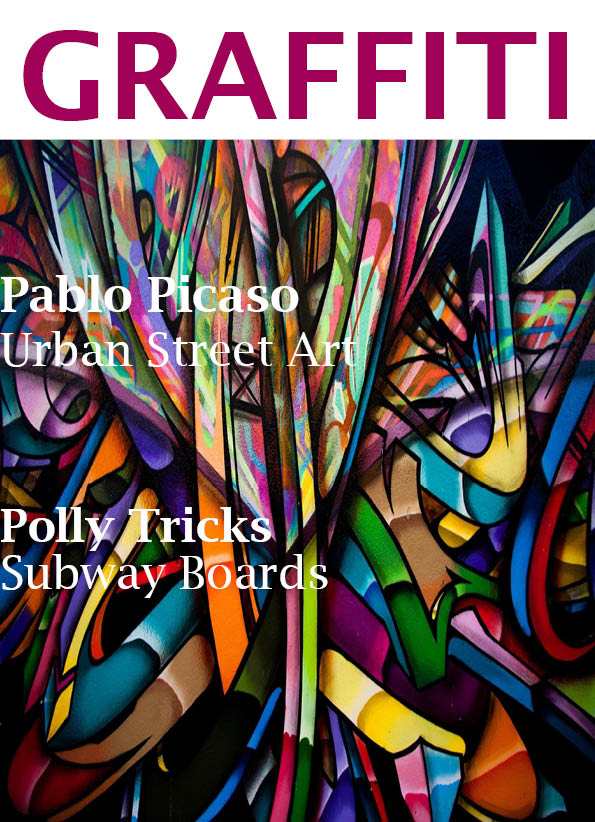 GRAFFITI
Pablo Picaso
Urban Street Art
Polly Tricks
Subway Boards